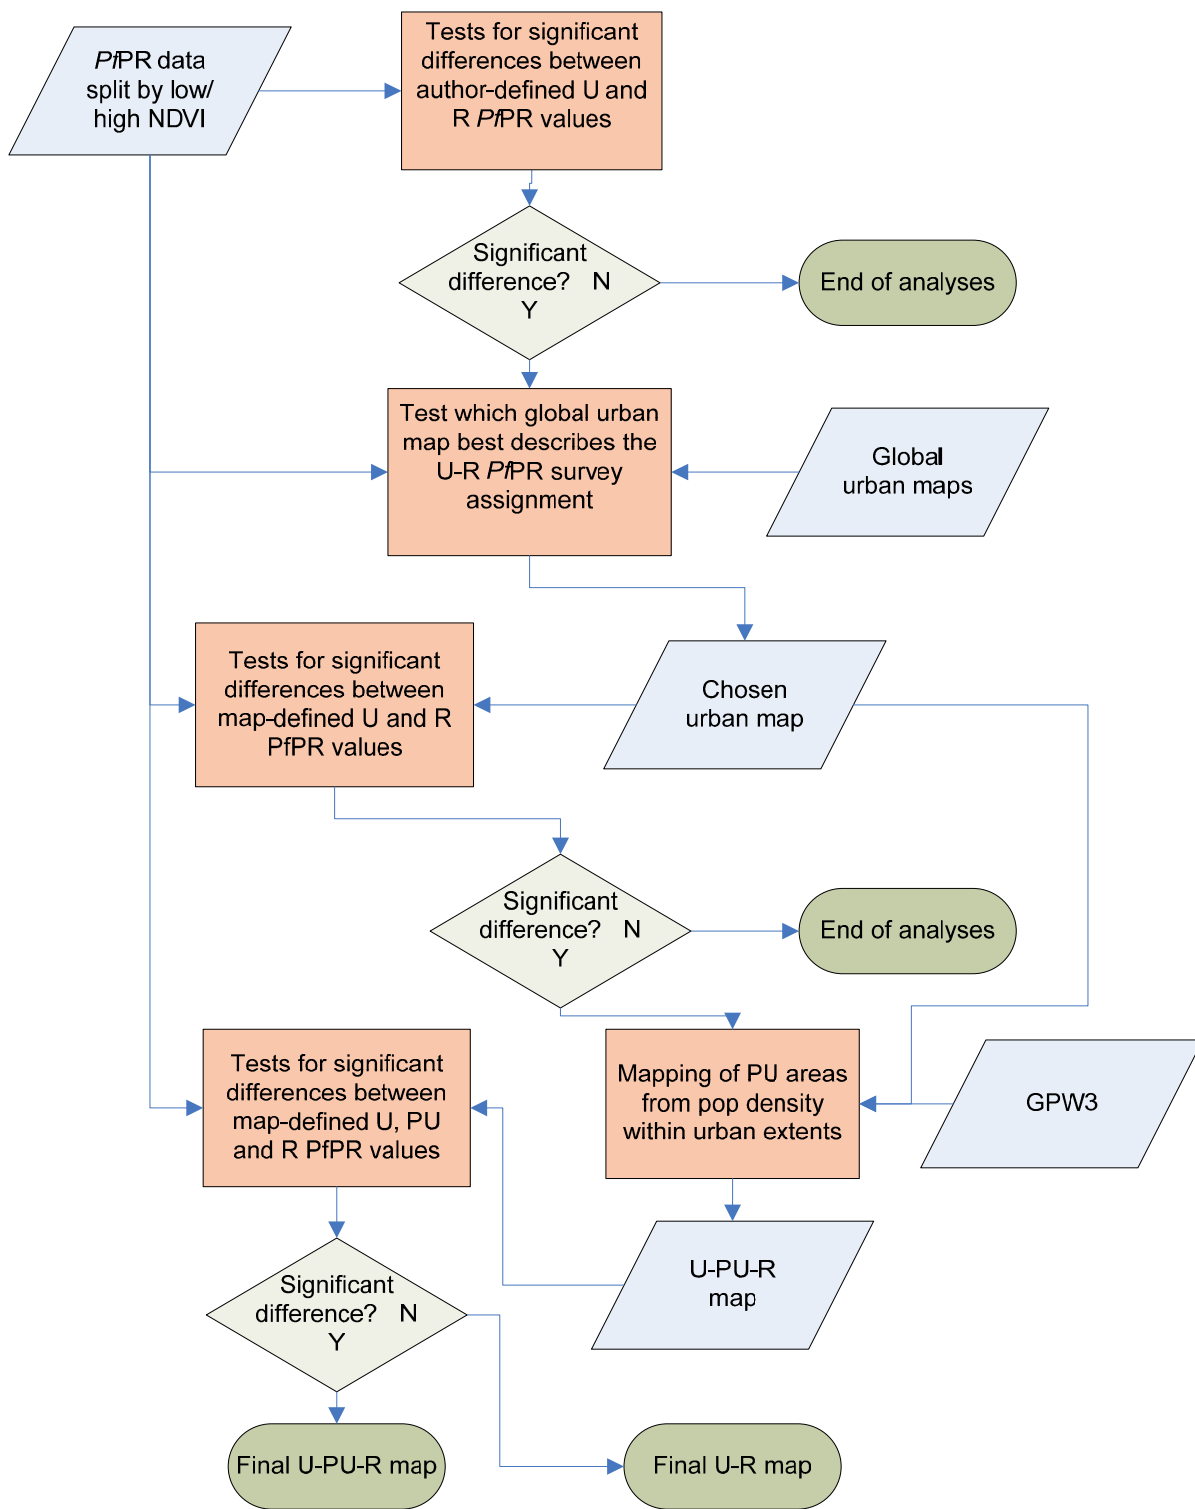 PfPR data
split by low/
high NDVI
Tests for significant
differences between
author-defined U and
R PfPR values
Significant
difference? N
Y
End of analyses
Test which global urban
map best describes the
U-R PfPR survey
assignment
Global
urban maps
Tests for significant
differences between
map-defined U and R
PfPR values
Chosen
urban map
Significant
difference? N
Y
End of analyses
Tests for significant
differences between
map-defined U, PU
and R PfPR values
Mapping of PU areas
from pop density
within urban extents
GPW3
U-PU-R
map
Significant
difference? N
Y
Final U-PU-R map
Final U-R map